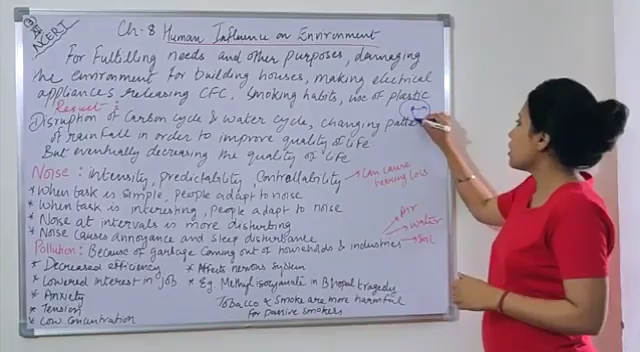 NCERT
Ch-8 Human Influence on Environment
For Fulfilling needs and other purposes, damaging
the environment for building houses, making electrical
appliances releasing CFC. Smoking habits, use of plastic
Result:
Disruption of Carbon cycle & Water cycle, changing
of rainfall in order to improve quality of life
But eventually decreasing the quality of life
Noise: intensity, predictability, Controllability → Can cause hearing loss
* When task is simple, people adapt to noise
* When task is interesting, people adapt to noise
* Noise at intervals is more disturbing
* Noise causes Annoyance and Sleep disturbance
Pollution: Because of garbage coming out of households & industries → Air → Water → Soil
* Decreased efficiency
* Lowered interest in job
* Anxiety
* Tension
* Low Concentration
* Affects nervous system
* Eg. Methyl isocyanate in Bhopal tragedy
Tobacco & Smoke are more harmful
for passive smokers